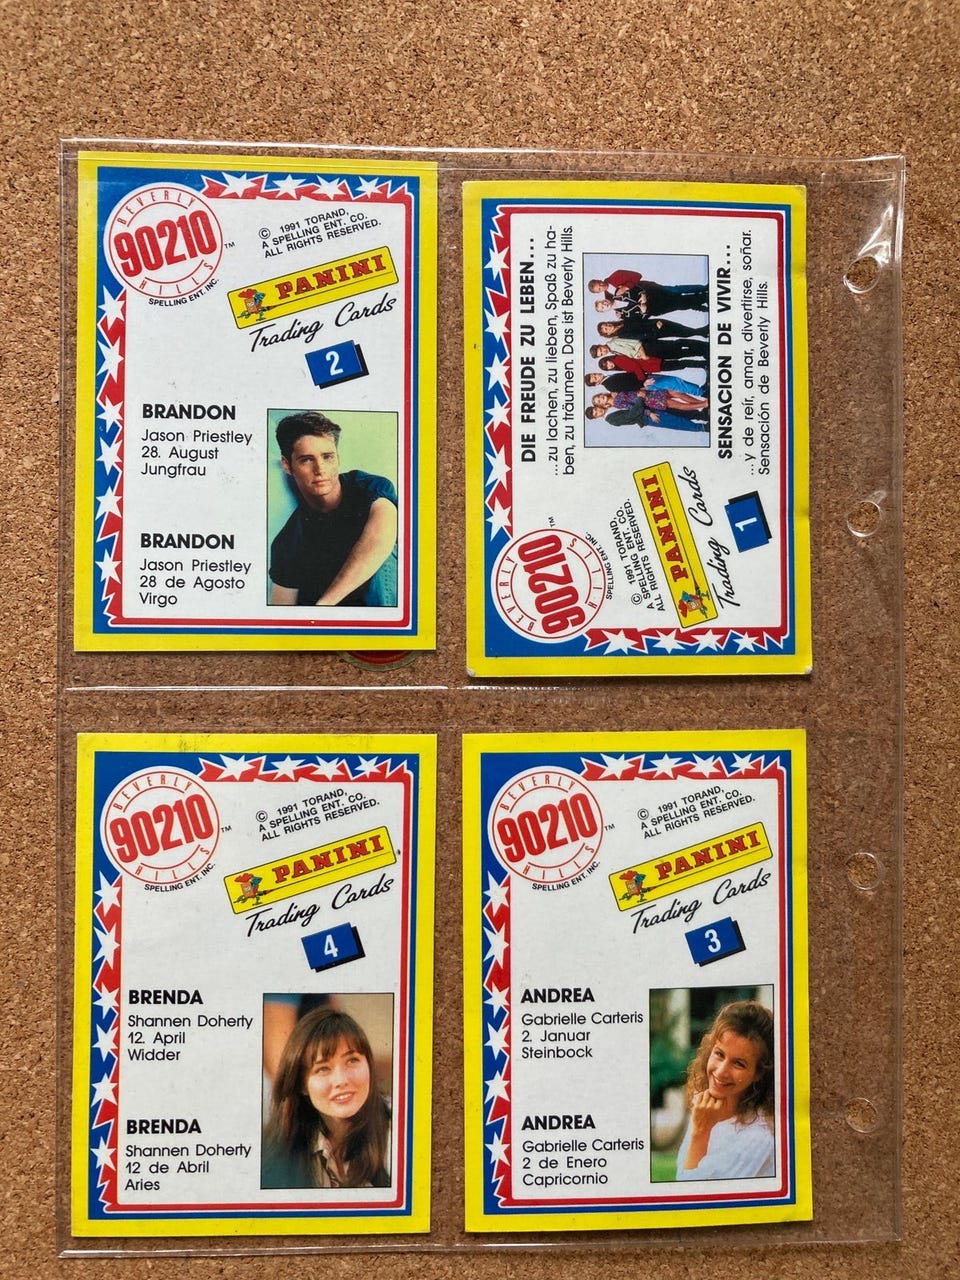 BEVERLY
90210
HILLS
TM
SPELLING ENT. INC.
© 1991 TORAND,
A SPELLING ENT. CO.
ALL RIGHTS RESERVED.
PANINI
Trading Cards
2
BRANDON
Jason Priestley
28. August
Jungfrau
BRANDON
Jason Priestley
28 de Agosto
Virgo
BEVERLY
90210
HILLS
TM
SPELLING ENT. INC.
© 1991 TORAND,
A SPELLING ENT. CO.
ALL RIGHTS RESERVED.
PANINI
Trading Cards
1
DIE FREUDE ZU LEBEN...
...zu lachen, zu lieben, Spaß zu ha-
ben, zu träumen. Das ist Beverly Hills.
SENSACION DE VIVIR...
...y de reír, amar, divertirse, soñar.
Sensación de Beverly Hills.
BEVERLY
90210
HILLS
TM
SPELLING ENT. INC.
© 1991 TORAND,
A SPELLING ENT. CO.
ALL RIGHTS RESERVED.
PANINI
Trading Cards
4
BRENDA
Shannen Doherty
12. April
Widder
BRENDA
Shannen Doherty
12 de Abril
Aries
BEVERLY
90210
HILLS
TM
SPELLING ENT. INC.
© 1991 TORAND,
A SPELLING ENT. CO.
ALL RIGHTS RESERVED.
PANINI
Trading Cards
3
ANDREA
Gabrielle Carteris
2. Januar
Steinbock
ANDREA
Gabrielle Carteris
2 de Enero
Capricornio